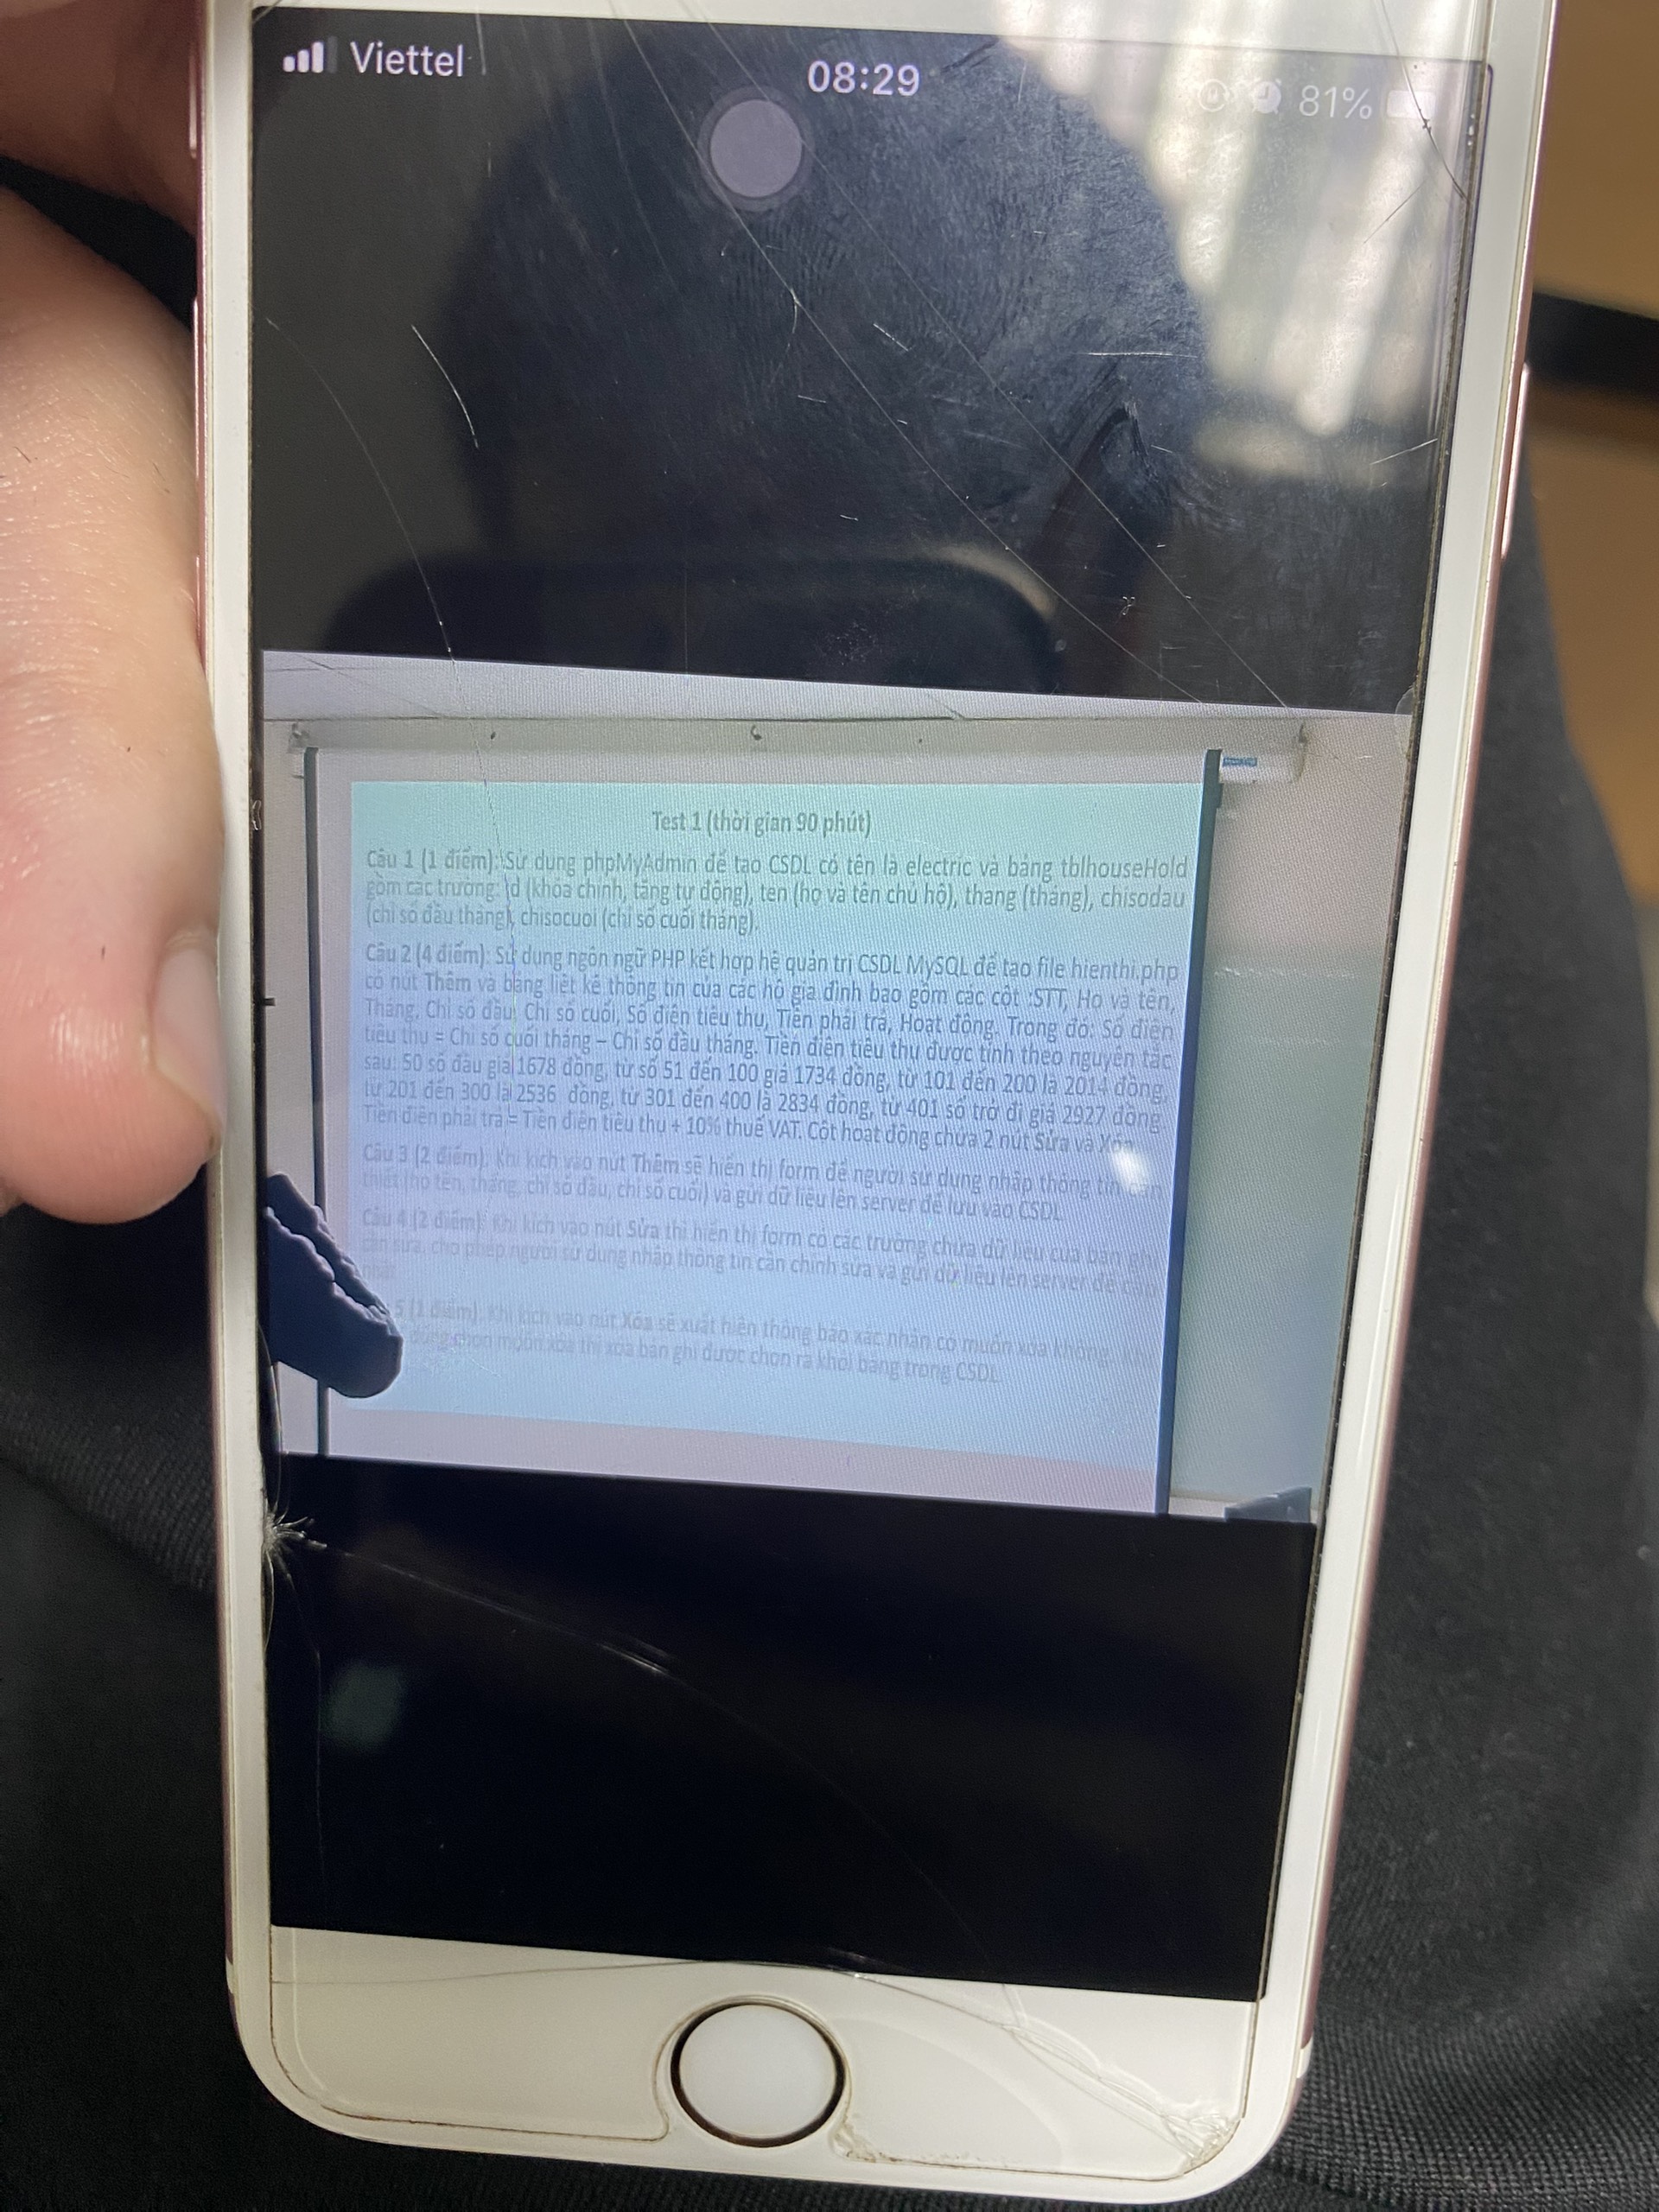 Viettel
08:29
81%
Test 1 (thời gian 90 phút)
Câu 1 (1 điểm): Sử dụng phpMyAdmin để tạo CSDL có tên là electric và bảng tblhouseHold
gồm các trường: id (khóa chính, tăng tự động), ten (họ và tên chủ hộ), thang (tháng), chisodau
(chỉ số đầu tháng), chisocuoi (chỉ số cuối tháng).
Câu 2 (4 điểm): Sử dụng ngôn ngữ PHP kết hợp hệ quản trị CSDL MySQL để tạo file hienthi.php
có nút Thêm và bảng liệt kê thông tin của các hộ gia đình bao gồm các cột :STT, Họ và tên,
Tháng, Chỉ số đầu, Chỉ số cuối, Số điện tiêu thụ, Tiền phải trả, Hoạt động. Trong đó: Số điện
tiêu thụ = Chỉ số cuối tháng – Chỉ số đầu tháng. Tiền điện tiêu thụ được tính theo nguyên tắc
sau: 50 số đầu giá 1678 đồng, từ số 51 đến 100 giá 1734 đồng, từ 101 đến 200 là 2014 đồng,
từ 201 đến 300 là 2536 đồng, từ 301 đến 400 là 2834 đồng, từ 401 số trở đi giá 2927 đồng.
Tiền điện phải trả = Tiền điện tiêu thụ + 10% thuế VAT. Cột hoạt động chứa 2 nút Sửa và Xóa
Câu 3 (2 điểm): Khi kích vào nút Thêm sẽ hiển thị form để người sử dụng nhập thông tin
thiết (họ tên, tháng, chỉ số đầu, chỉ số cuối) và gửi dữ liệu lên server để lưu vào CSDL
Câu 4 (2 điểm): Khi kích vào nút Sửa thì hiển thị form có các trường chứa dữ liệu của bản ghi
cần sửa, cho phép người sử dụng nhập thông tin cần chỉnh sửa và gửi dữ liệu lên server để cập
nhật
5 (1 điểm): Khi kích vào nút Xóa sẽ xuất hiện thông báo xác nhận có muốn xóa không.
dùng chọn muốn xóa thì xóa bản ghi được chọn ra khỏi bảng trong CSDL.